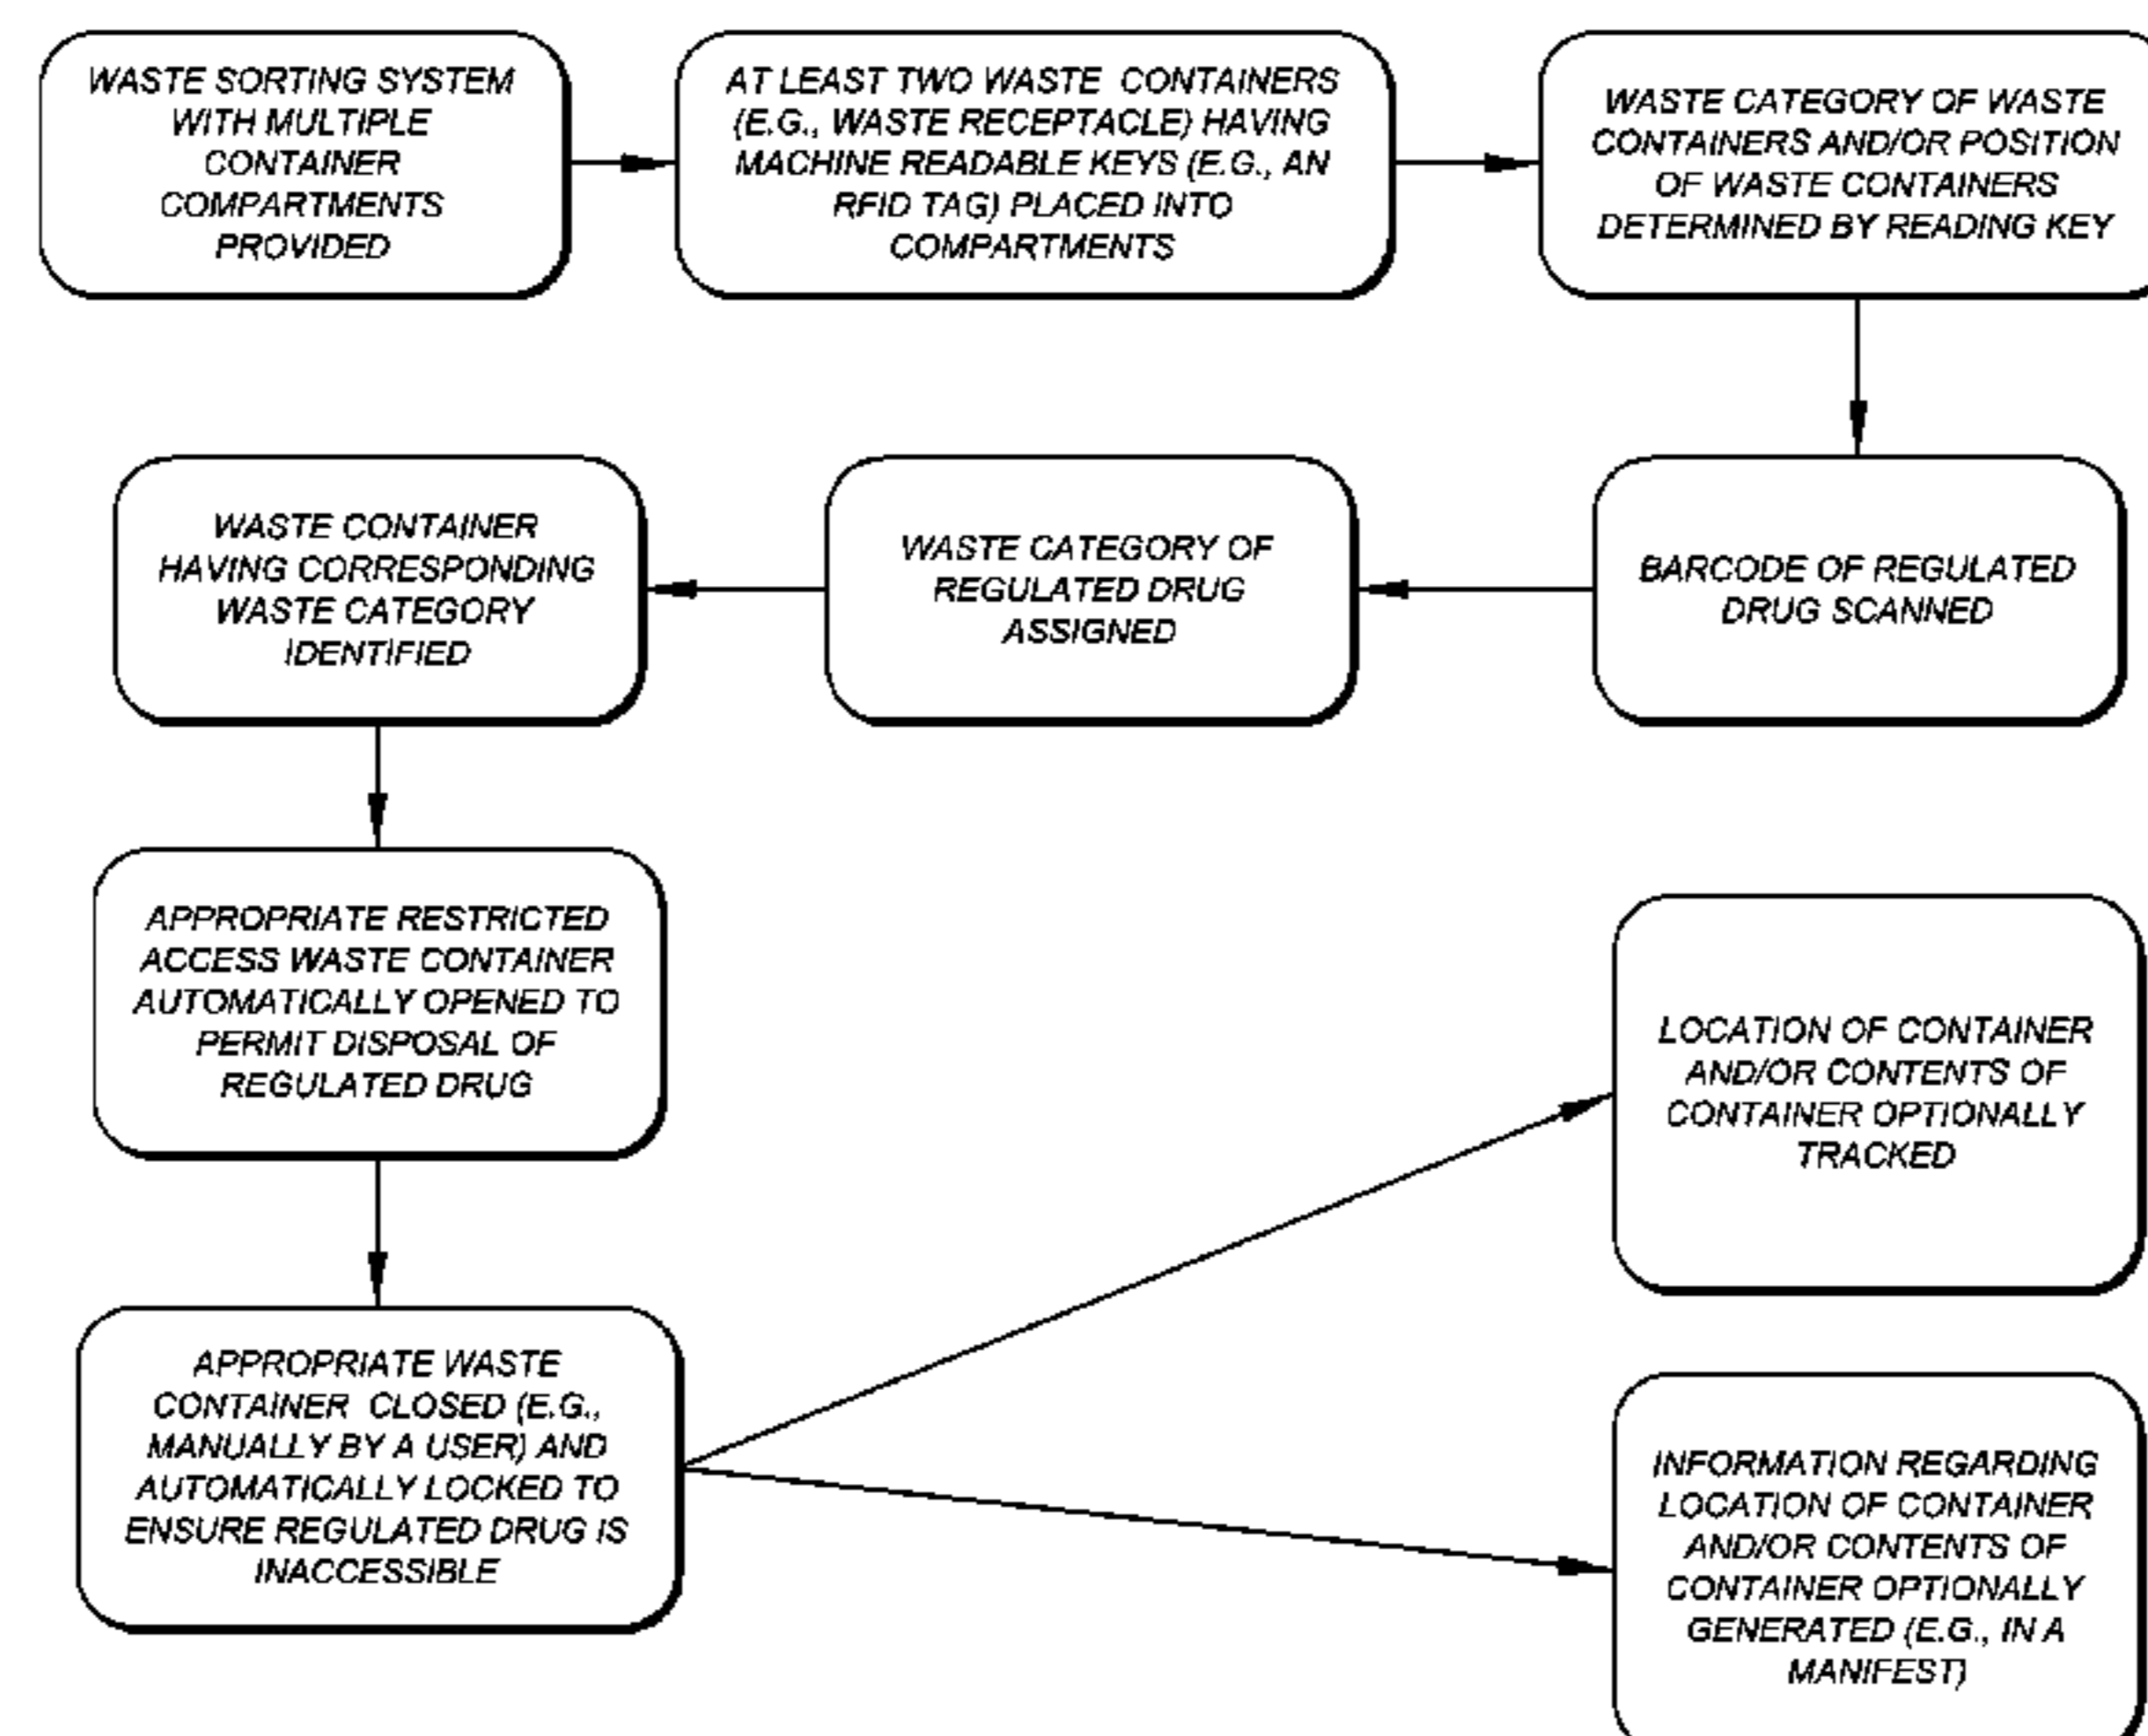 WASTE SORTING SYSTEM
WITH MULTIPLE
CONTAINER
COMPARTMENTS
PROVIDED
AT LEAST TWO WASTE CONTAINERS
(E.G., WASTE RECEPTACLE) HAVING
MACHINE READABLE KEYS (E.G., AN
RFID TAG) PLACED INTO
COMPARTMENTS
WASTE CATEGORY OF WASTE
CONTAINERS AND/OR POSITION
OF WASTE CONTAINERS
DETERMINED BY READING KEY
BARCODE OF REGULATED
DRUG SCANNED
WASTE CATEGORY OF
REGULATED DRUG
ASSIGNED
WASTE CONTAINER
HAVING CORRESPONDING
WASTE CATEGORY
IDENTIFIED
APPROPRIATE RESTRICTED
ACCESS WASTE CONTAINER
AUTOMATICALLY OPENED TO
PERMIT DISPOSAL OF
REGULATED DRUG
APPROPRIATE WASTE
CONTAINER CLOSED (E.G.,
MANUALLY BY A USER) AND
AUTOMATICALLY LOCKED TO
ENSURE REGULATED DRUG IS
INACCESSIBLE
LOCATION OF CONTAINER
AND/OR CONTENTS OF
CONTAINER OPTIONALLY
TRACKED
INFORMATION REGARDING
LOCATION OF CONTAINER
AND/OR CONTENTS OF
CONTAINER OPTIONALLY
GENERATED (E.G., IN A
MANIFEST)